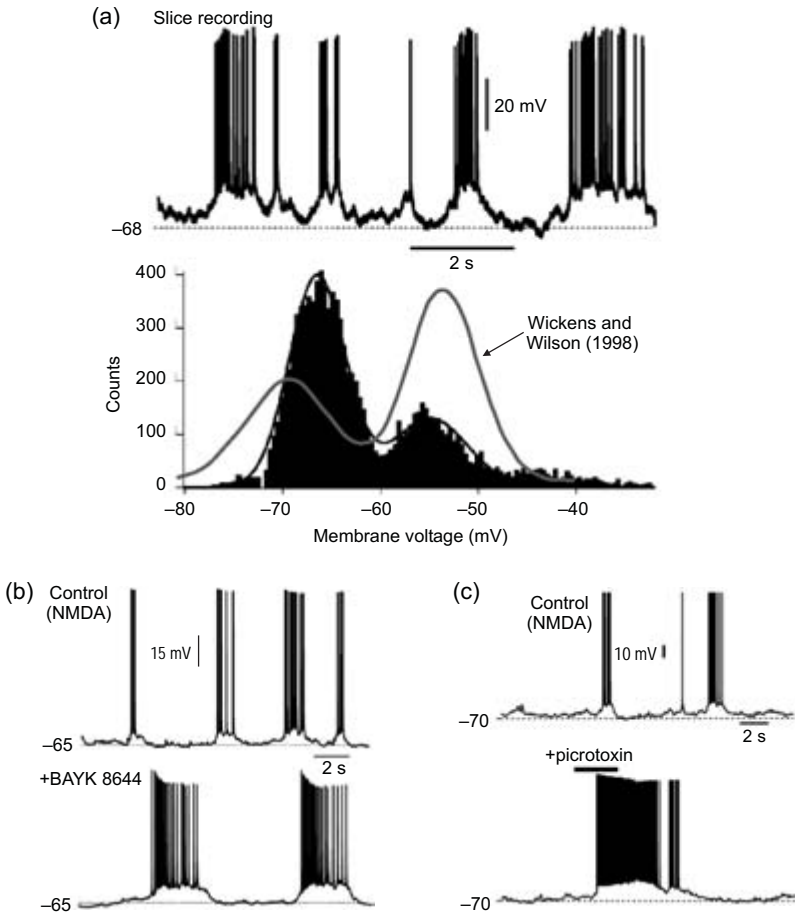 (a) Slice recording
20 mV
–68
2 s
400
300
200
100
0
Counts
Wickens and
Wilson (1998)
–80 –70 –60 –50 –40
Membrane voltage (mV)
(b) Control
(NMDA)
15 mV
–65
2 s
+BAYK 8644
–65
(c)
Control
(NMDA)
10 mV
–70
2 s
+picrotoxin
–70